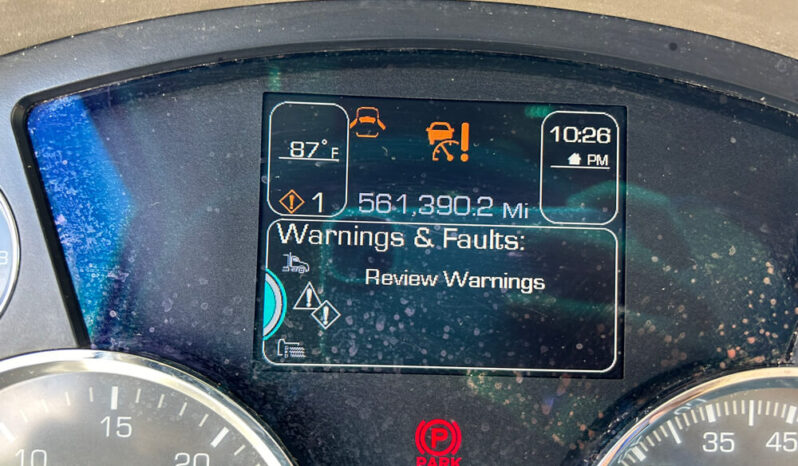 87°F
10:26
PM
1
561,390.2 Mi
Warnings & Faults:
Review Warnings
10
15
20
P
PARK
35
45